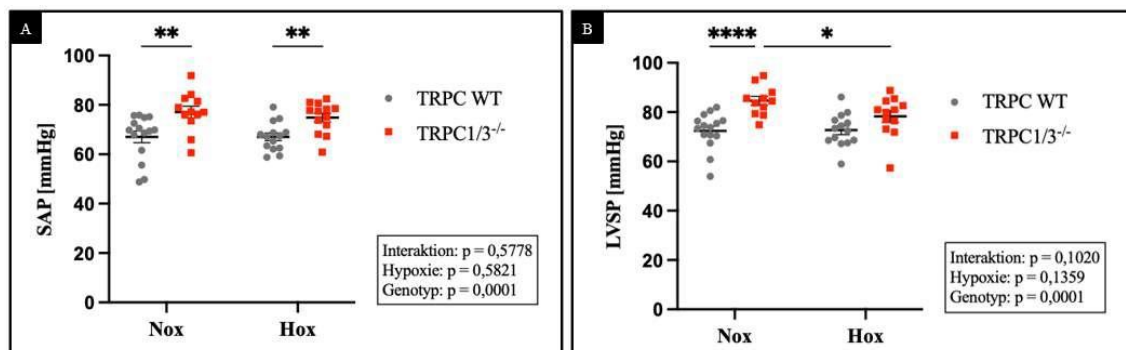 A
** **
100
80
60
40
20
0
SAP [mmHg]
Nox Hox
TRPC WT
TRPC1/3-/-
Interaktion: p = 0,5778
Hypoxie: p = 0,5821
Genotyp: p = 0,0001
B
**** *
100
80
60
40
20
0
LVSP [mmHg]
Nox Hox
TRPC WT
TRPC1/3-/-
Interaktion: p = 0,1020
Hypoxie: p = 0,1359
Genotyp: p = 0,0001